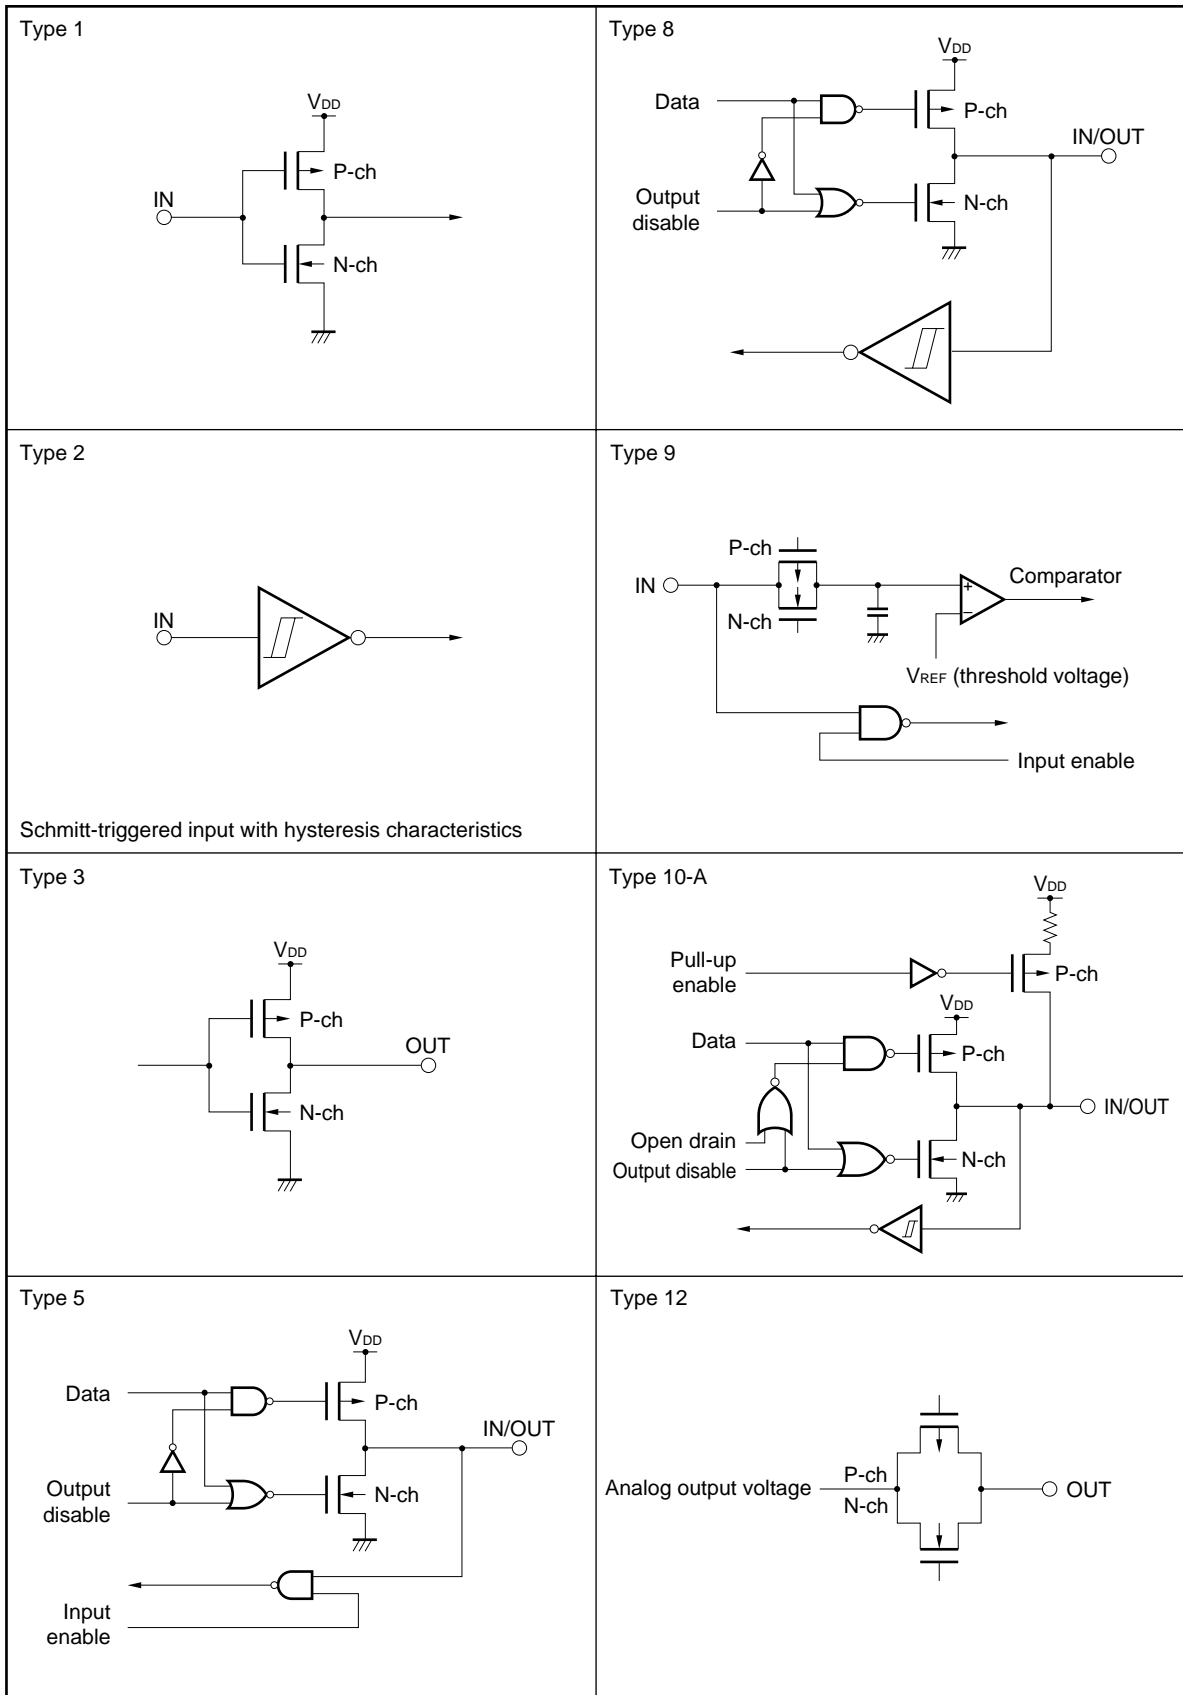 Type 1
VDD
P-ch
IN
N-ch
Type 8
VDD
Data
P-ch
IN/OUT
Output
disable
N-ch
Type 2
IN
Schmitt-triggered input with hysteresis characteristics
Type 9
P-ch
IN
N-ch
+
−
Comparator
VREF (threshold voltage)
Input enable
Type 3
VDD
P-ch
OUT
N-ch
Type 10-A
VDD
Pull-up
enable
P-ch
VDD
Data
P-ch
IN/OUT
Open drain
Output disable
N-ch
Type 5
VDD
Data
P-ch
IN/OUT
Output
disable
N-ch
Input
enable
Type 12
Analog output voltage
P-ch
N-ch
OUT